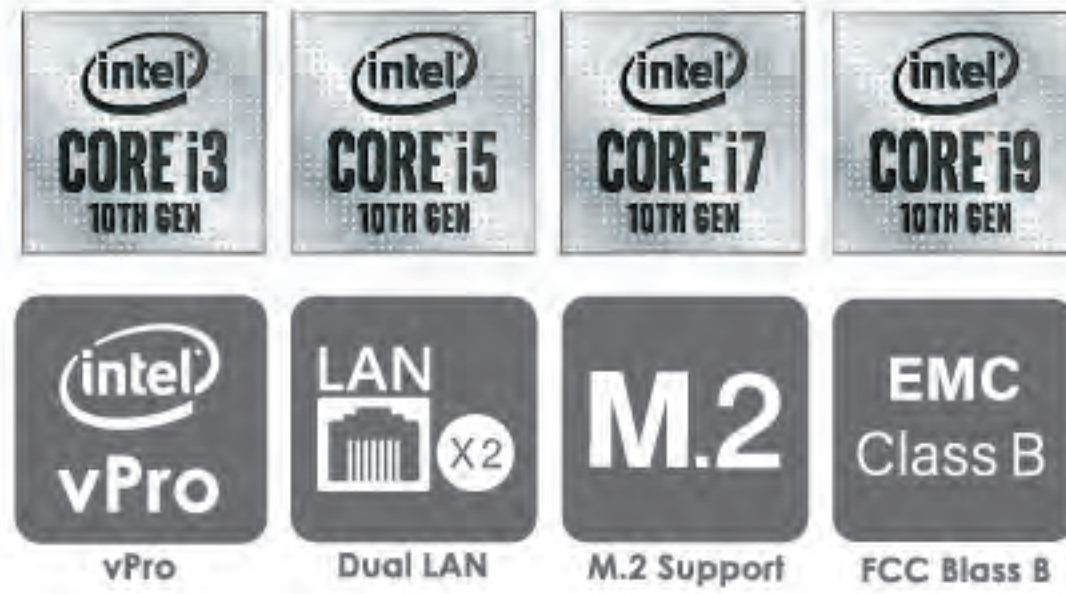 intel
CORE i3
10TH GEN
intel
CORE i5
10TH GEN
intel
CORE i7
10TH GEN
intel
CORE i9
10TH GEN
intel
vPro
vPro
LAN
X2
Dual LAN
M.2
M.2 Support
EMC
Class B
FCC Blass B